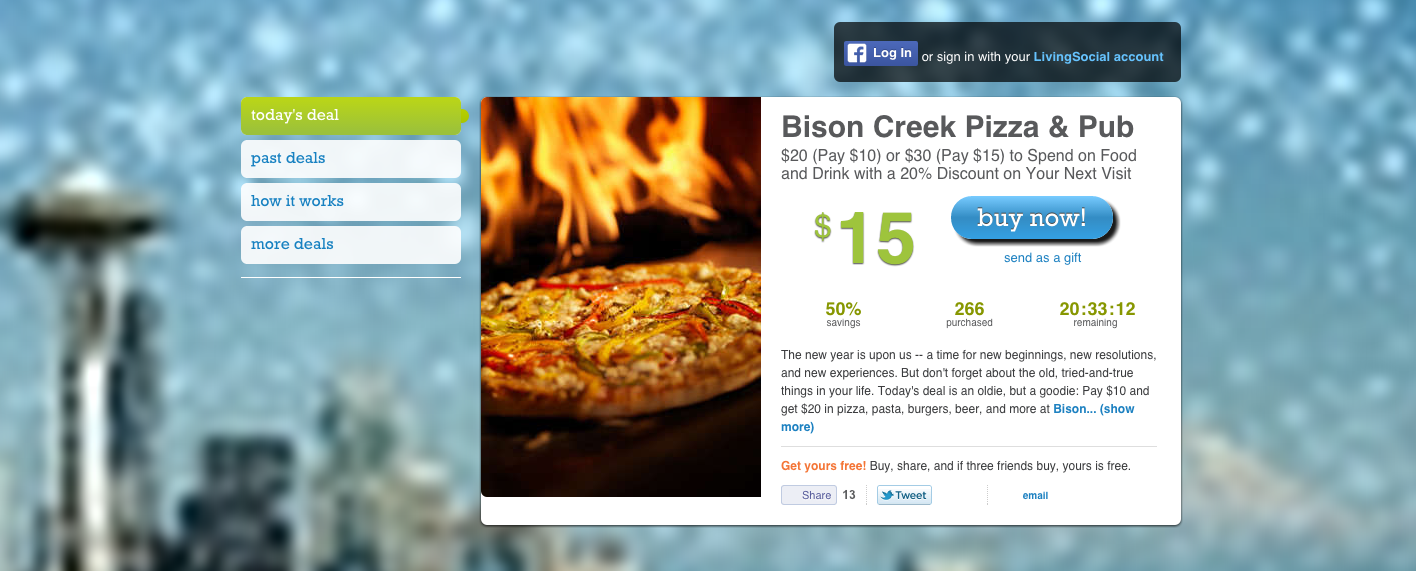 Log In or sign in with your LivingSocial account
today's deal
past deals
how it works
more deals
Bison Creek Pizza & Pub
$20 (Pay $10) or $30 (Pay $15) to Spend on Food
and Drink with a 20% Discount on Your Next Visit
$15
buy now!
send as a gift
50%
savings
266
purchased
20:33:12
remaining
The new year is upon us -- a time for new beginnings, new resolutions,
and new experiences. But don't forget about the old, tried-and-true
things in your life. Today's deal is an oldie, but a goodie: Pay $10 and
get $20 in pizza, pasta, burgers, beer, and more at Bison... (show
more)
Get yours free! Buy, share, and if three friends buy, yours is free.
Share 13 Tweet email